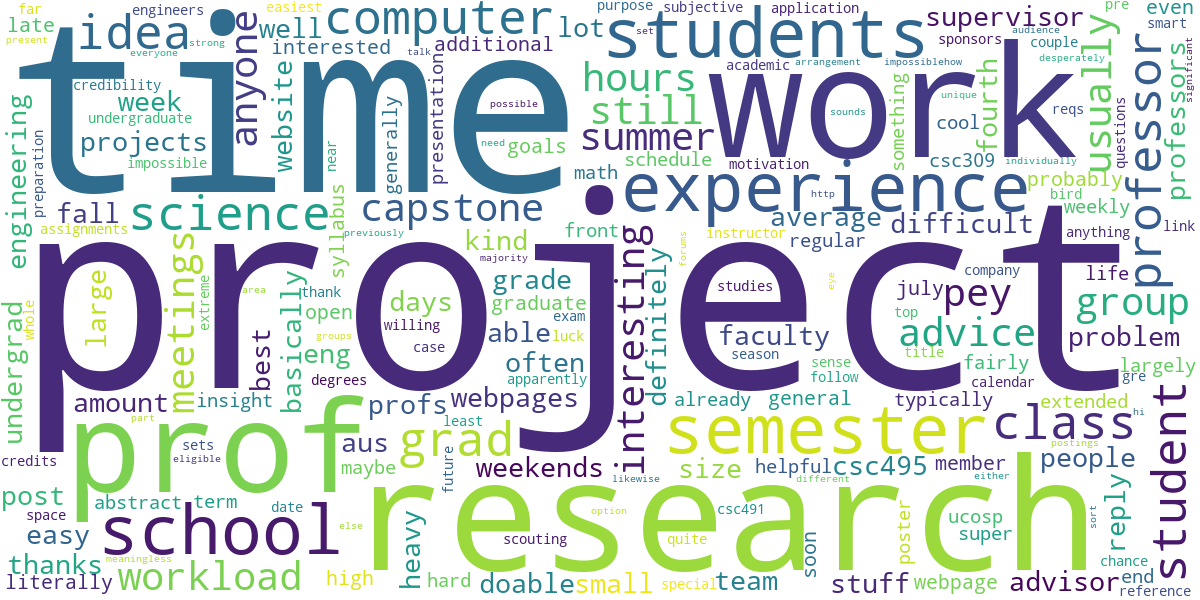 far
engineers
easiest
purpose
subjective
application
pre
even
late
present
idea
strong
everyone
anyone
well
computer
talk
lot
set
students
supervisor
audience
smart
sponsors
couple
desperately
professors
significant
time
credibility
week
undergraduate
projects
impossible
interested
additional
website
near
generally
presentation
possible
need
goals
hours
still
summer
academic
arrangement
impossiblehow
unique
sounds
work
something
cool
fourth
reqs
csc309
individually
usually
questions
professor
engineering
preparation
fall
assignments
science
syllabus
capstone
previously
math
schedule
motivation
experience
http
average
difficult
probably
bird
weekly
link
front
kind
majority
grade
graduate
instructor
regular
forums
anything
life
project
extreme
area
thank
open
groups
days
willing
case
able
exam
luck
often
apparently
definitely
interesting
studies
faculty
season
eye
sense
follow
july
top
title
company
pey
fairly
calendar
advice
group
problem
largely
gre
undergrad
whole
large
meetings
best
basically
eng
degrees
amount
insight
profs
webpages
already
general
typically
extended
hi
class
part
prof
sets
eligible
aus
maybe
grad
least
future
weekends
likewise
semester
size
helpful
different
csc495
member
either
people
postings
student
credits
post
space
abstract
term
date
school
else
heavy
research
option
csc491
scouting
quite
soon
poster
ucosp
super
sort
reply
chance
easy
thanks
meaningless
literally
workload
high
hard
doable
small
special
team
stuff
webpage
advisor
end
reference